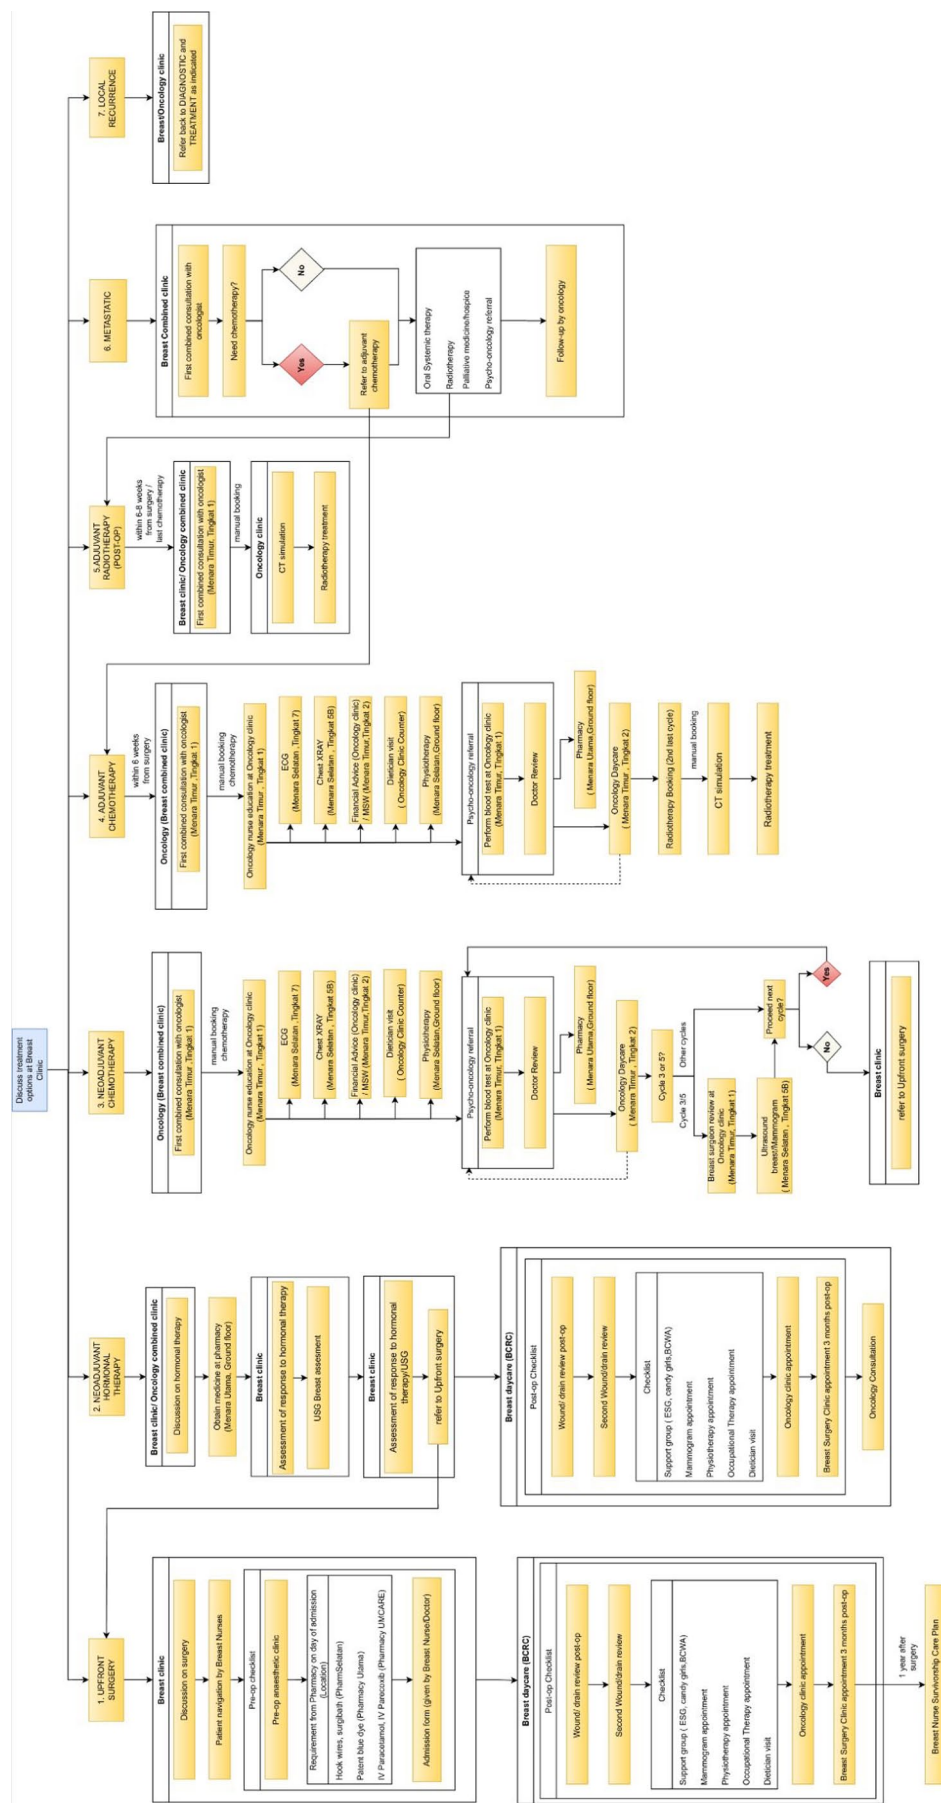 Discuss treatment
options at Breast
Clinic
1. UPFRONT
SURGERY
Breast clinic
Discussion on surgery
Patient navigation by Breast Nurses
Pre-op checklist
Pre-op anaesthetic clinic
Requirement from Pharmacy on day of admission
(Location)
Hook wires, surgibath (PharmSelatan)
Patent blue dye (Pharmacy Utama)
IV Paracetamol, IV Parecoxib (Pharmacy UMCARE)
Admission form (given by Breast Nurse/Doctor)
Breast daycare (BCRC)
Post-op Checklist
Wound/ drain review post-op
Second Wound/drain review
Checklist
Support group ( ESG, candy girls,BCWA)
Mammogram appointment
Physiotherapy appointment
Occupational Therapy appointment
Dietician visit
Oncology clinic appointment
Breast Surgery Clinic appointment 3 months post-op
1 year after
surgery
Breast Nurse Survivorship Care Plan
2. NEOADJUVANT
HORMONAL
THERAPY
Breast clinic/ Oncology combined clinic
Discussion on hormonal therapy
Obtain medicine at pharmacy
(Menara Utama, Ground floor)
Breast clinic
Assessment of response to hormonal therapy
USG Breast assesment
Breast clinic
Assessment of response to hormonal
therapy/USG
refer to Upfront surgery
Breast daycare (BCRC)
Post-op Checklist
Wound/ drain review post-op
Second Wound/drain review
Checklist
Support group ( ESG, candy girls,BCWA)
Mammogram appointment
Physiotherapy appointment
Occupational Therapy appointment
Dietician visit
Oncology clinic appointment
Breast Surgery Clinic appointment 3 months post-op
Oncology Consultation
3. NEOADJUVANT
CHEMOTHERAPY
Oncology (Breast combined clinic)
First combined consultation with oncologist
(Menara Timur ,Tingkat 1)
manual booking
chemotherapy
Oncology nurse education at Oncology clinic
(Menara Timur , Tingkat 1)
ECG
(Menara Selatan ,Tingkat 7)
Chest XRAY
(Menara Selatan , Tingkat 5B)
Financial Advice (Oncology clinic)
/ MSW (Menara Timur,Tingkat 2)
Dietician visit
( Oncology Clinic Counter)
Physiotherapy
(Menara Selatan,Ground floor)
Psycho-oncology referral
Perform blood test at Oncology clinic
(Menara Timur, Tingkat 1)
Doctor Review
Pharmacy
( Menara Utama,Ground floor)
Oncology Daycare
( Menara Timur , Tingkat 2)
Cycle 3 or 5?
Cycle 3/5
Other cycles
Breast surgeon review at
Oncology clinic
(Menara Timur, Tingkat 1)
Ultrasound
breast/Mammogram
( Menara Selatan , Tingkat 5B)
Proceed next
cycle?
No
Yes
Breast clinic
refer to Upfront surgery
4. ADJUVANT
CHEMOTHERAPY
within 6 weeks
from surgery
Oncology (Breast combined clinic)
First combined consultation with oncologist
(Menara Timur ,Tingkat. 1)
manual booking
chemotherapy
Oncology nurse education at Oncology clinic
(Menara Timur , Tingkat 1)
ECG
(Menara Selatan ,Tingkat 7)
Chest XRAY
(Menara Selatan , Tingkat 5B)
Financial Advice (Oncology clinic)
/ MSW (Menara Timur,Tingkat 2)
Dietician visit
( Oncology Clinic Counter)
Physiotherapy
(Menara Selatan,Ground floor)
Psycho-oncology referral
Perform blood test at Oncology clinic
(Menara Timur, Tingkat 1)
Doctor Review
Pharmacy
( Menara Utama,Ground floor)
Oncology Daycare
( Menara Timur , Tingkat 2)
Radiotherapy Booking (2nd last cycle)
manual booking
CT simulation
Radiotherapy treatment
5.ADJUVANT
RADIOTHERAPY
(POST-OP)
within 6-8 weeks
from surgery /
last chemotherapy
Breast clinic/ Oncology combined clinic
First combined consultation with oncologist
(Menara Timur, Tingkat 1)
manual booking
Oncology clinic
CT simulation
Radiotherapy treatment
6. METASTATIC
Breast Combined clinic
First combined consultation with
oncologist
Need chemotherapy?
Yes
No
Refer to adjuvant
chemotherapy
Oral Systemic therapy
Radiotherapy
Palliative medicine/hospice
Psycho-oncology referral
Follow-up by oncology
7. LOCAL
RECURRENCE
Breast/Oncology clinic
Refer back to DIAGNOSTIC and
TREATMENT as indicated